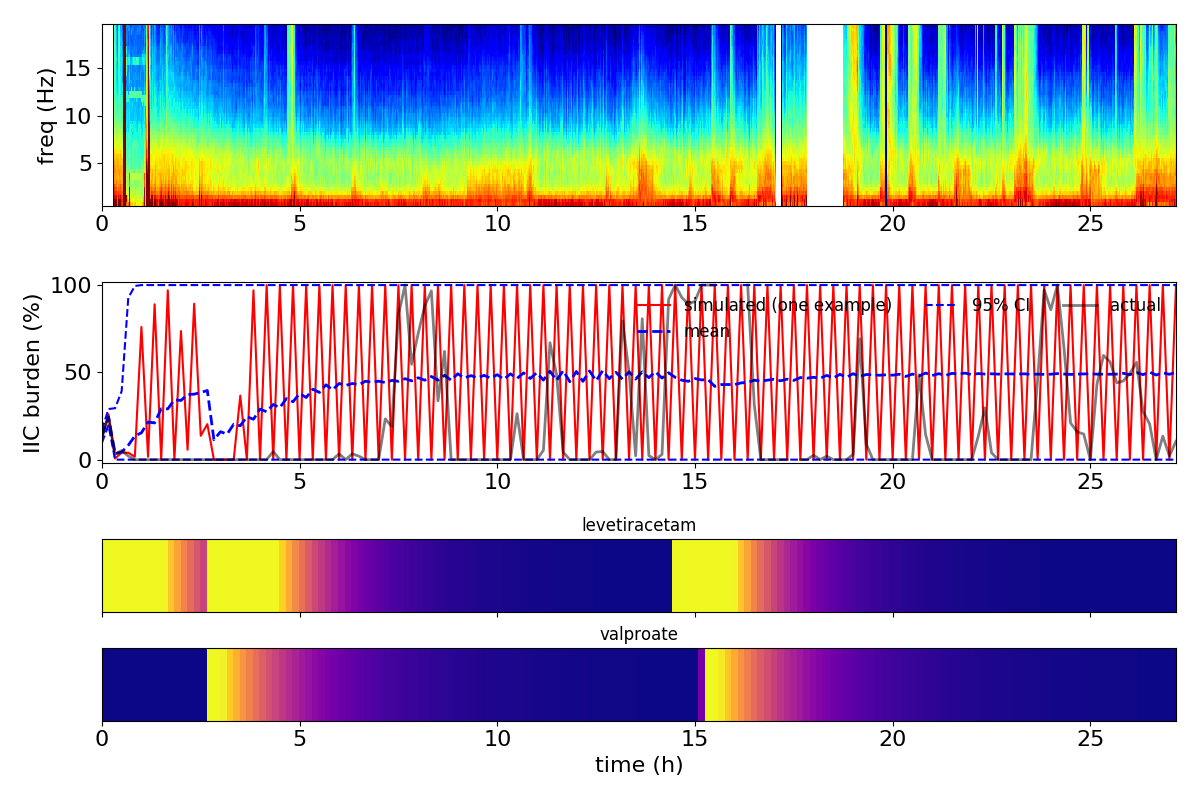 freq (Hz)
15
10
5
0 5 10 15 20 25
IIC burden (%)
100
50
0
simulated (one example) 95% CI actual
mean
0 5 10 15 20 25
levetiracetam
valproate
0 5 10 15 20 25
time (h)